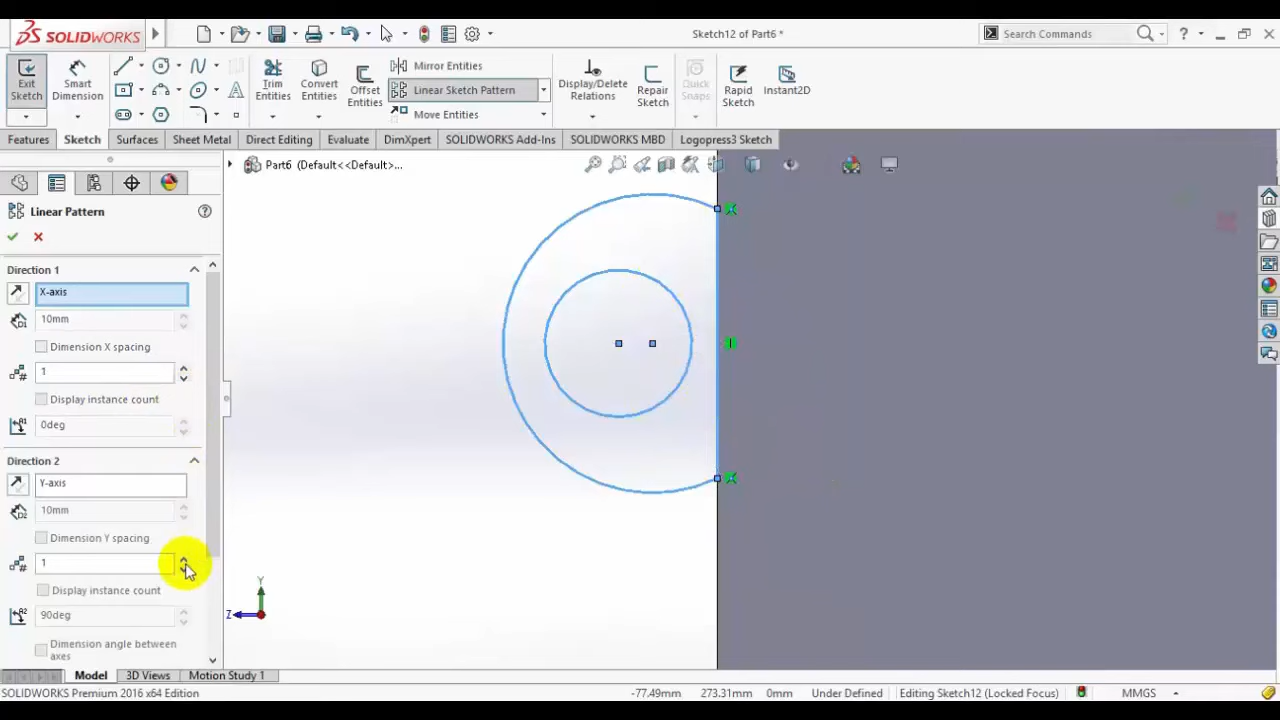 SOLIDWORKS
Sketch12 of Part6 *
Search Commands
?
Exit Sketch
Smart Dimension
Trim Entities
Convert Entities
Offset Entities
Mirror Entities
Linear Sketch Pattern
Move Entities
Display/Delete Relations
Repair Sketch
Quick Snaps
Rapid Sketch
Instant2D
Features
Sketch
Surfaces
Sheet Metal
Direct Editing
Evaluate
DimXpert
SOLIDWORKS Add-Ins
SOLIDWORKS MBD
Logopress3 Sketch
Part6 (Default<<Default>...
Linear Pattern
?
Direction 1
X-axis
10mm
Dimension X spacing
1
Display instance count
0deg
Direction 2
Y-axis
10mm
Dimension Y spacing
1
Display instance count
90deg
Dimension angle between
axes
Y
Z
Model
3D Views
Motion Study 1
SOLIDWORKS Premium 2016 x64 Edition
-77.49mm
273.31mm
0mm
Under Defined
Editing Sketch12 (Locked Focus)
MMGS